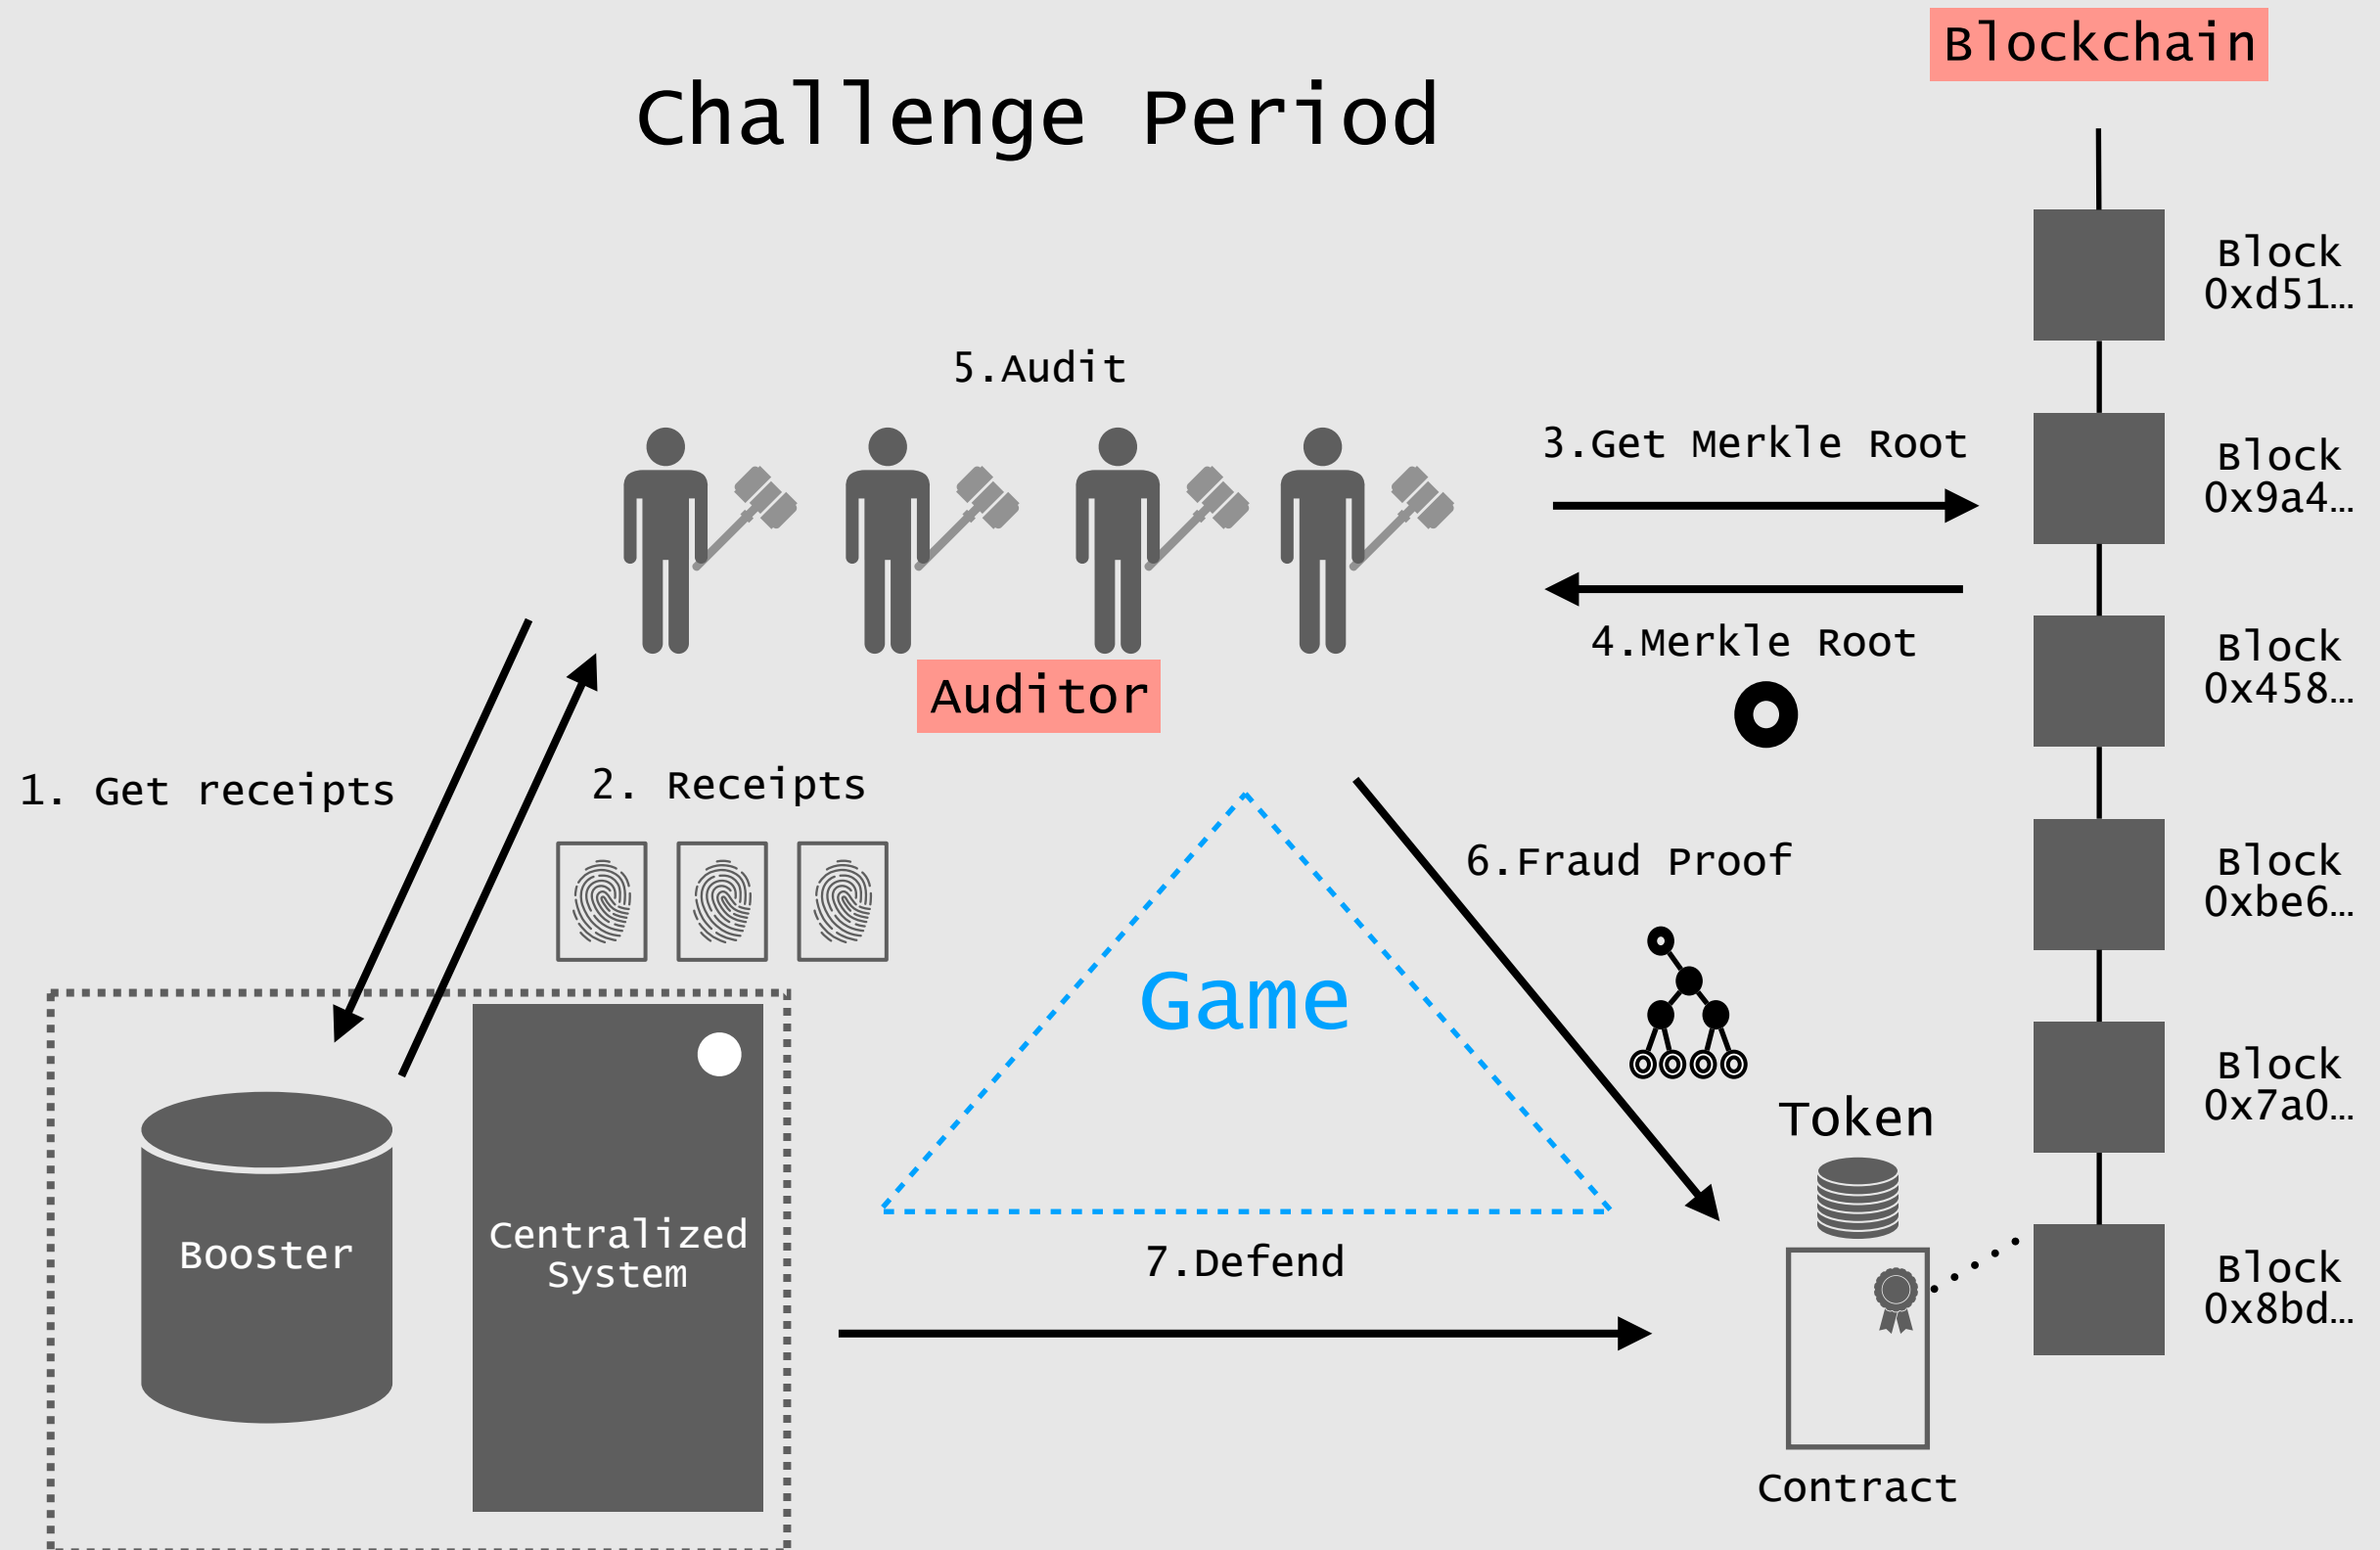 Blockchain
Challenge Period
Block
0xd51…
5.Audit
3.Get Merkle Root
Block
0x9a4…
4.Merkle Root
Block
0x458…
Auditor
1. Get receipts
2. Receipts
6.Fraud Proof
Block
0xbe6…
Game
Token
Block
0x7a0…
Booster
Centralized
System
7.Defend
Block
0x8bd…
Contract